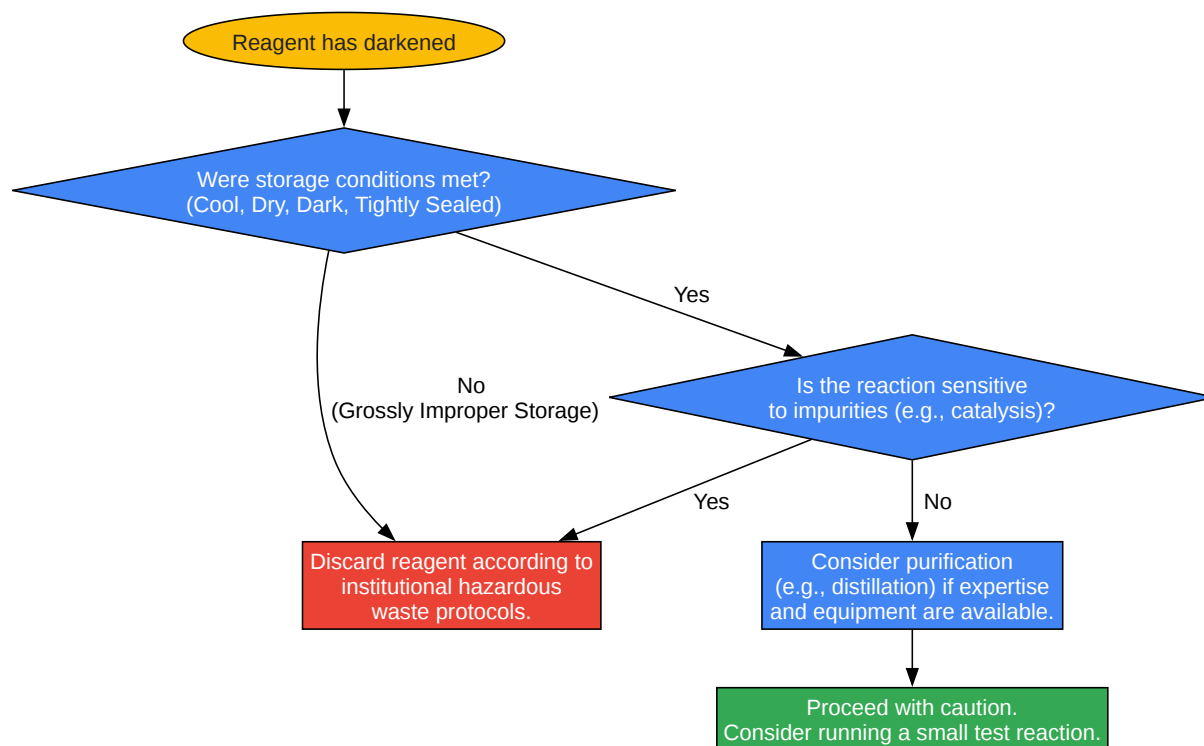 Reagent has darkened
Were storage conditions met?
(Cool, Dry, Dark, Tightly Sealed)
Yes
No
(Grossly Improper Storage)
Is the reaction sensitive
to impurities (e.g., catalysis)?
Yes
No
Discard reagent according to
institutional hazardous
waste protocols.
Consider purification
(e.g., distillation) if expertise
and equipment are available.
Proceed with caution.
Consider running a small test reaction.